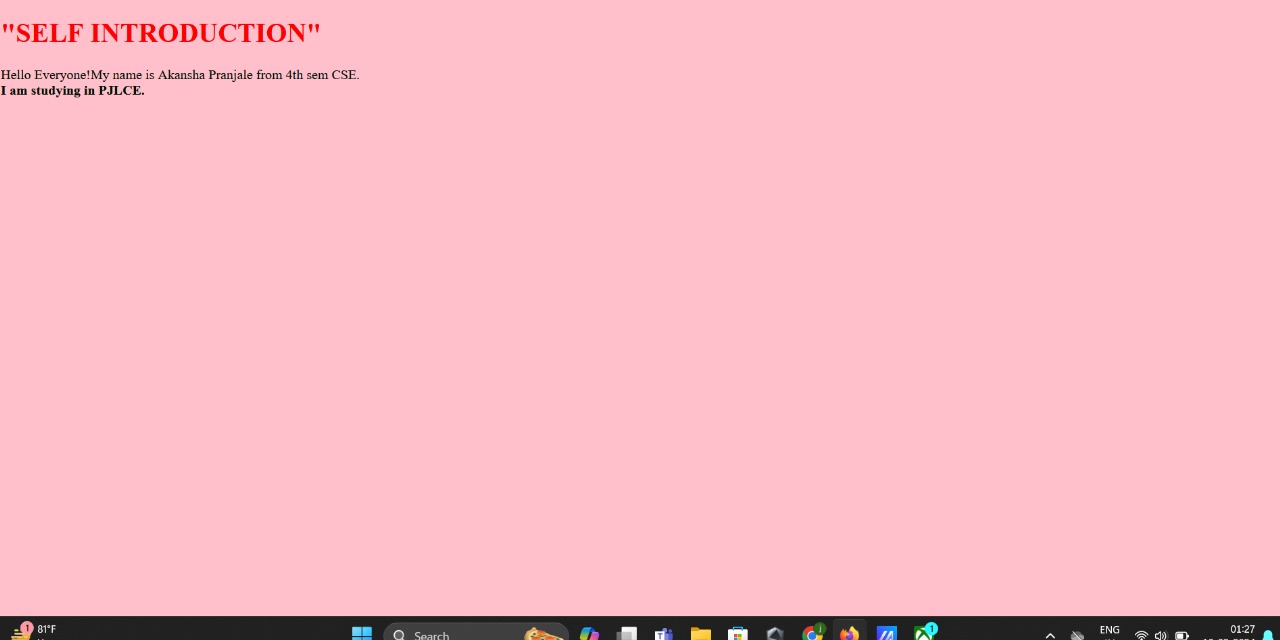 "SELF INTRODUCTION"
Hello Everyone!My name is Akansha Pranjale from 4th sem CSE.
I am studying in PJLCE.
1
81°F
Search
1
ENG
01:27